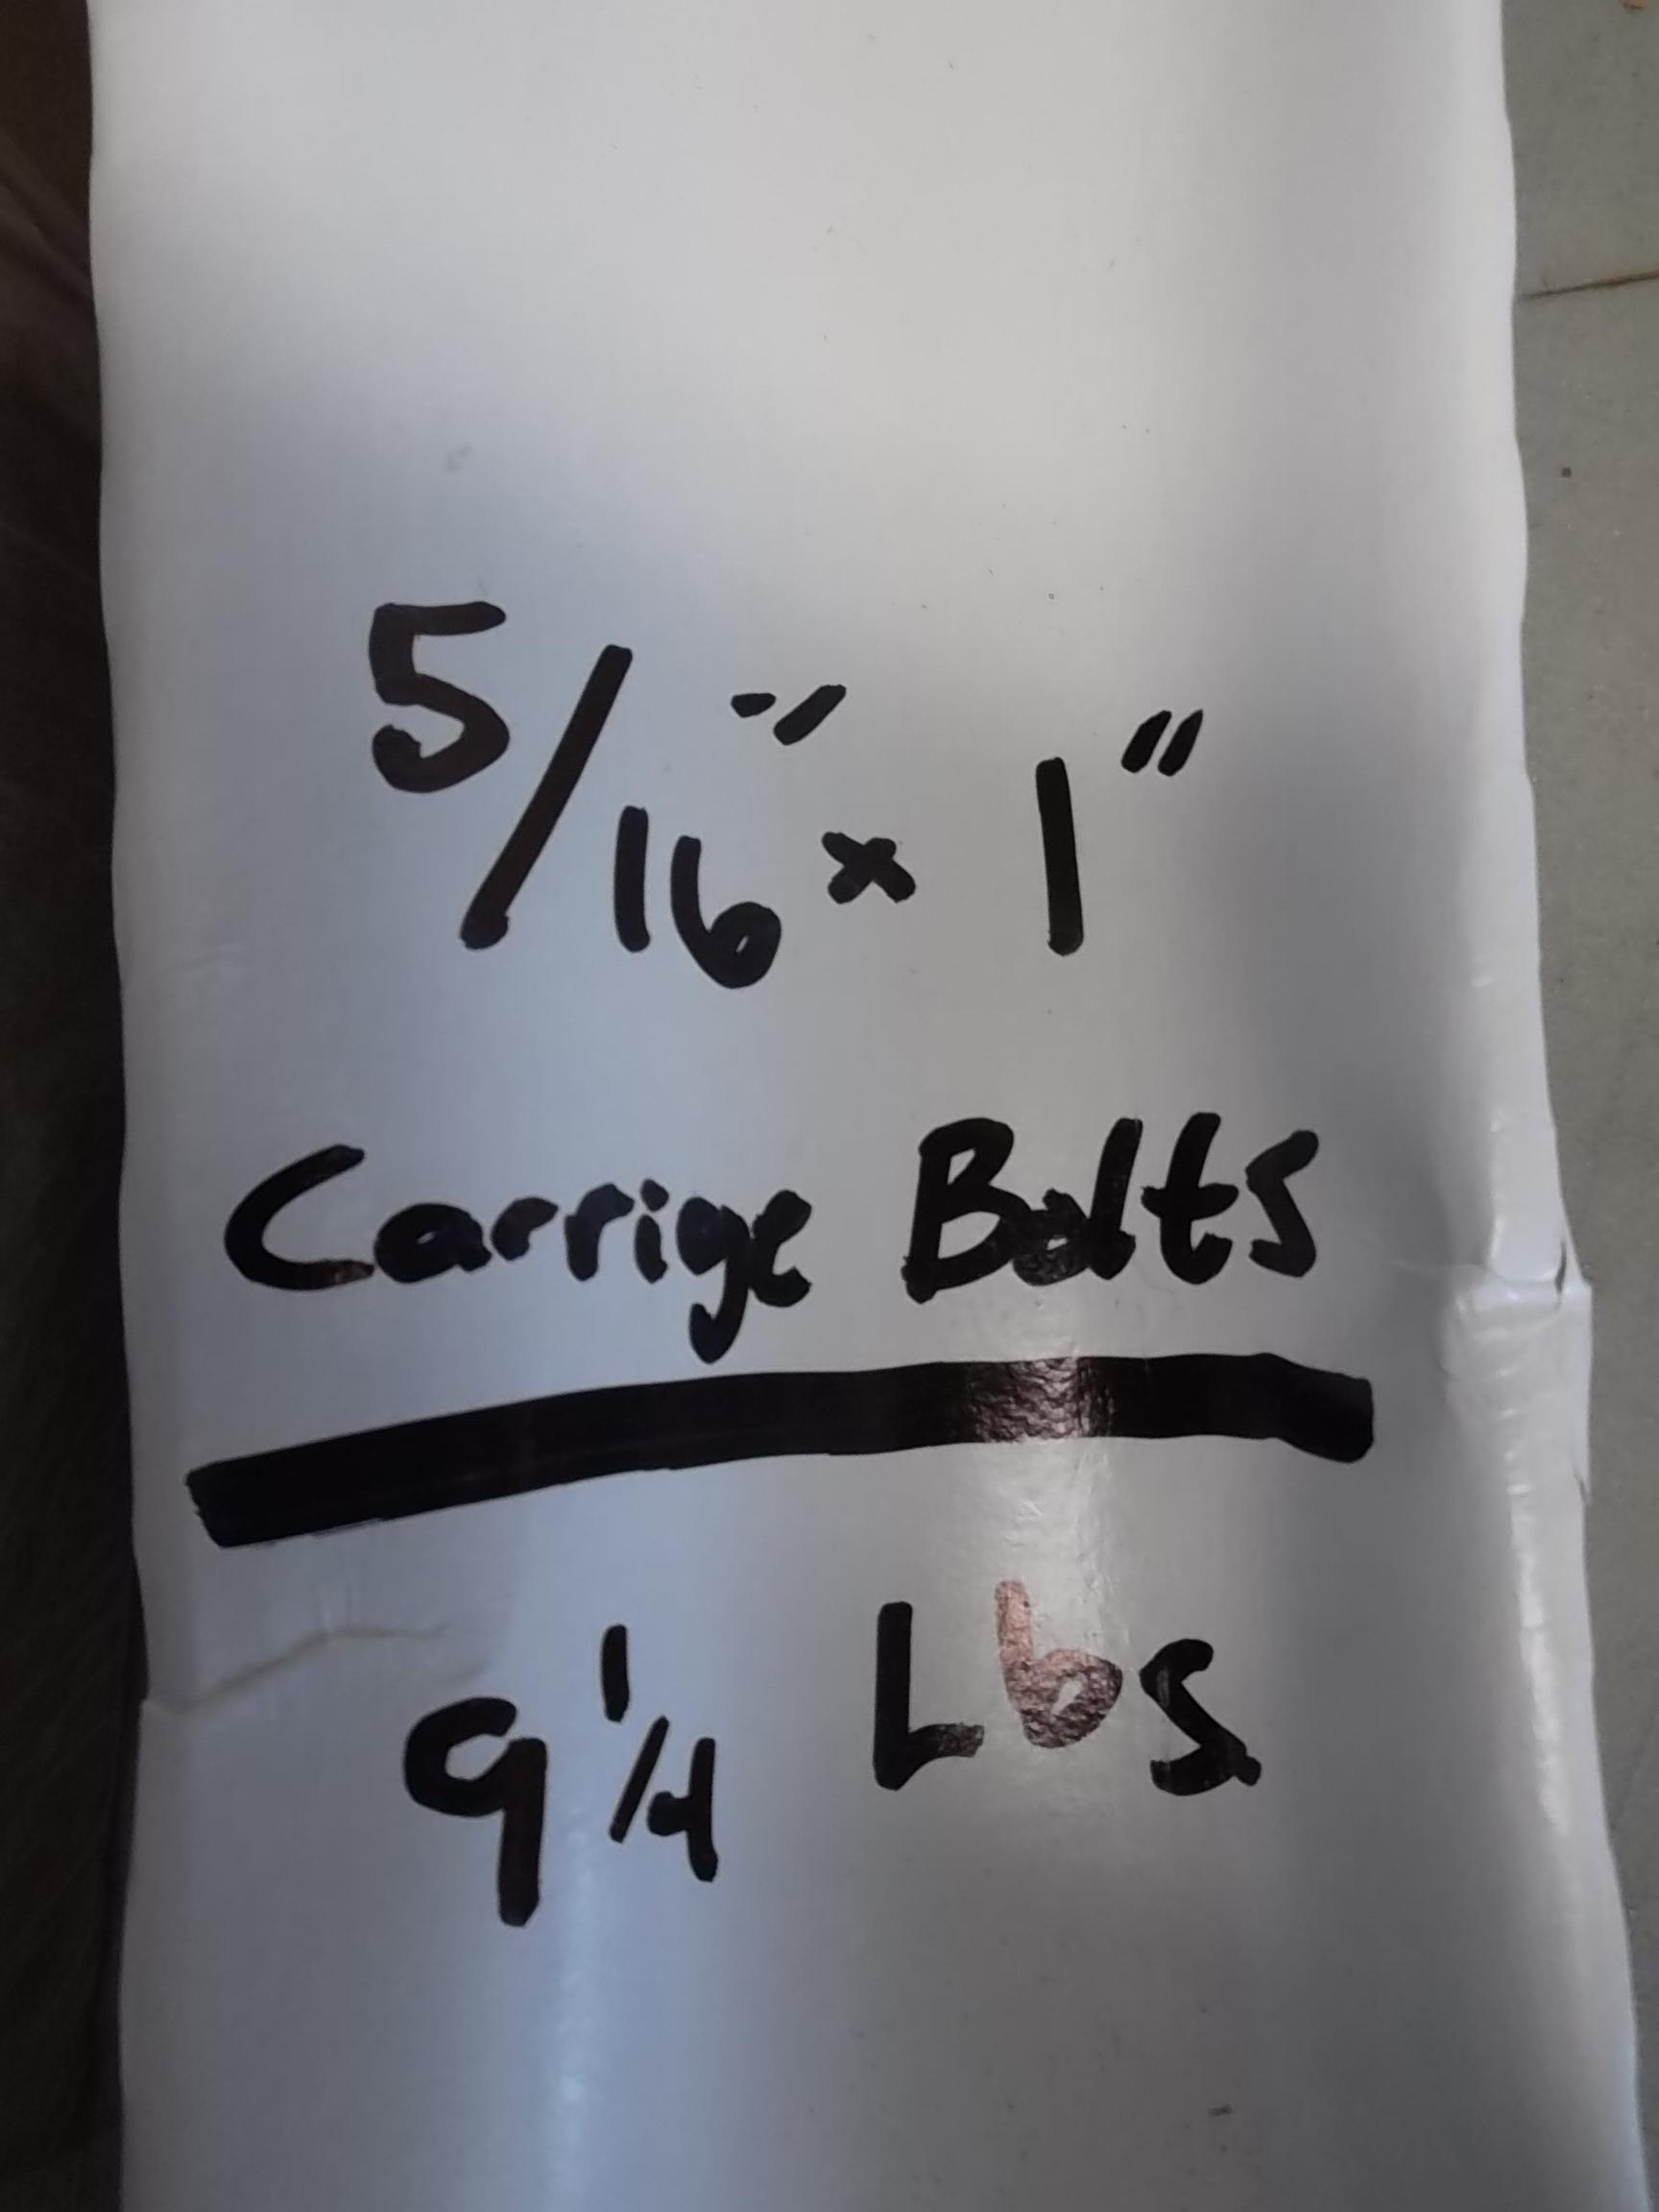 5/16" × 1"
Carrige Bolts
9 1/4 Lbs.